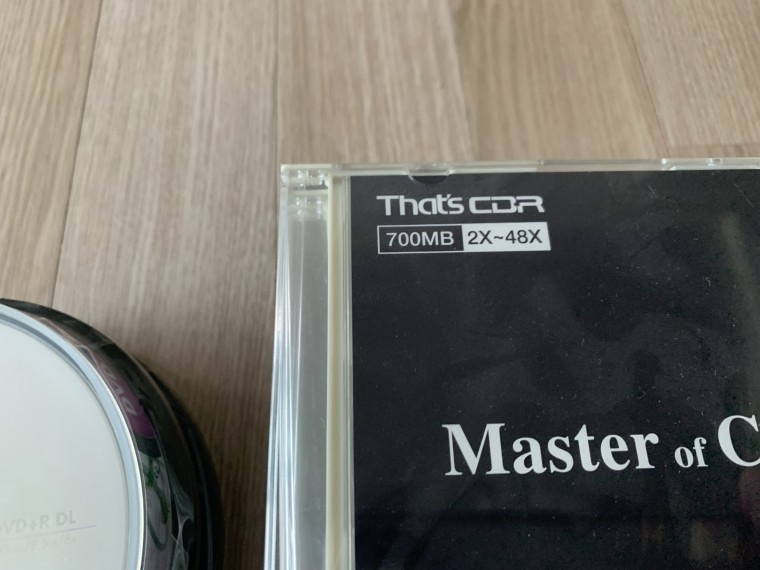 That's CDR
700MB 2X~48X
Master of C
DVD+R DL